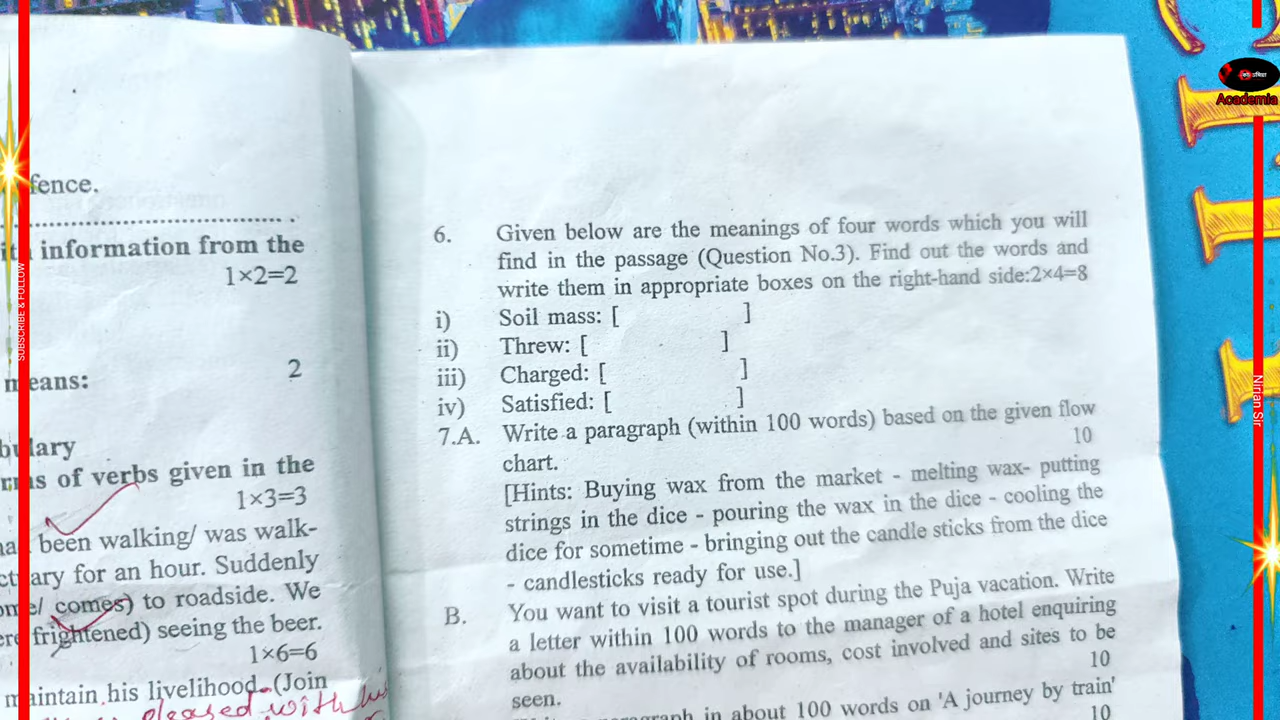 fence.
information from the
1×2=2
2
means:
bulary
of verbs given in the
1×3=3
been walking/ was walk-
ary for an hour. Suddenly
comes) to roadside. We
frightened) seeing the beer.
1×6=6
maintain his livelihood. (Join
pleased with
6. Given below are the meanings of four words which you will
find in the passage (Question No.3). Find out the words and
write them in appropriate boxes on the right-hand side:2×4=8
i) Soil mass: [ ]
ii) Threw: [ ]
iii) Charged: [ ]
iv) Satisfied: [ ]
7.A. Write a paragraph (within 100 words) based on the given flow
chart. 10
[Hints: Buying wax from the market - melting wax- putting
strings in the dice - pouring the wax in the dice - cooling the
dice for sometime - bringing out the candle sticks from the dice
- candlesticks ready for use.]
B. You want to visit a tourist spot during the Puja vacation. Write
a letter within 100 words to the manager of a hotel enquiring
about the availability of rooms, cost involved and sites to be
seen. 10
paragraph in about 100 words on 'A journey by train'
10
SUBSCRIBE & FOLLOW
Academia
Nirjan Sir